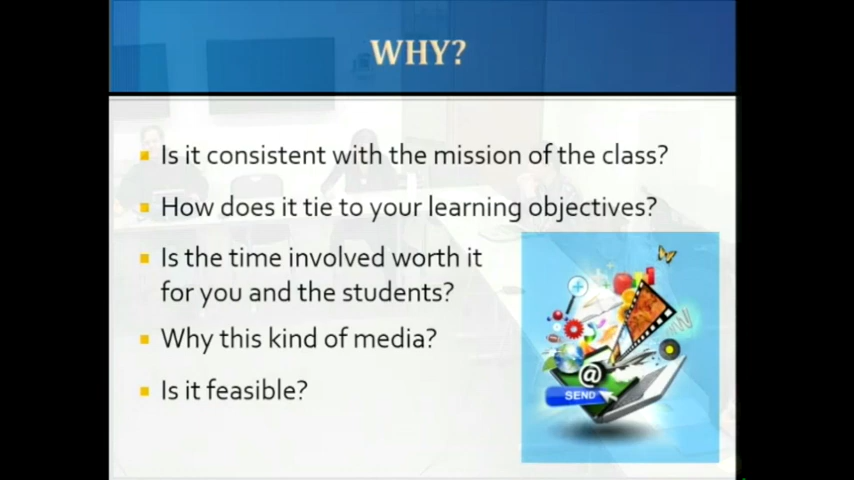 WHY?
Is it consistent with the mission of the class?
How does it tie to your learning objectives?
Is the time involved worth it
for you and the students?
Why this kind of media?
Is it feasible?
@
SEND